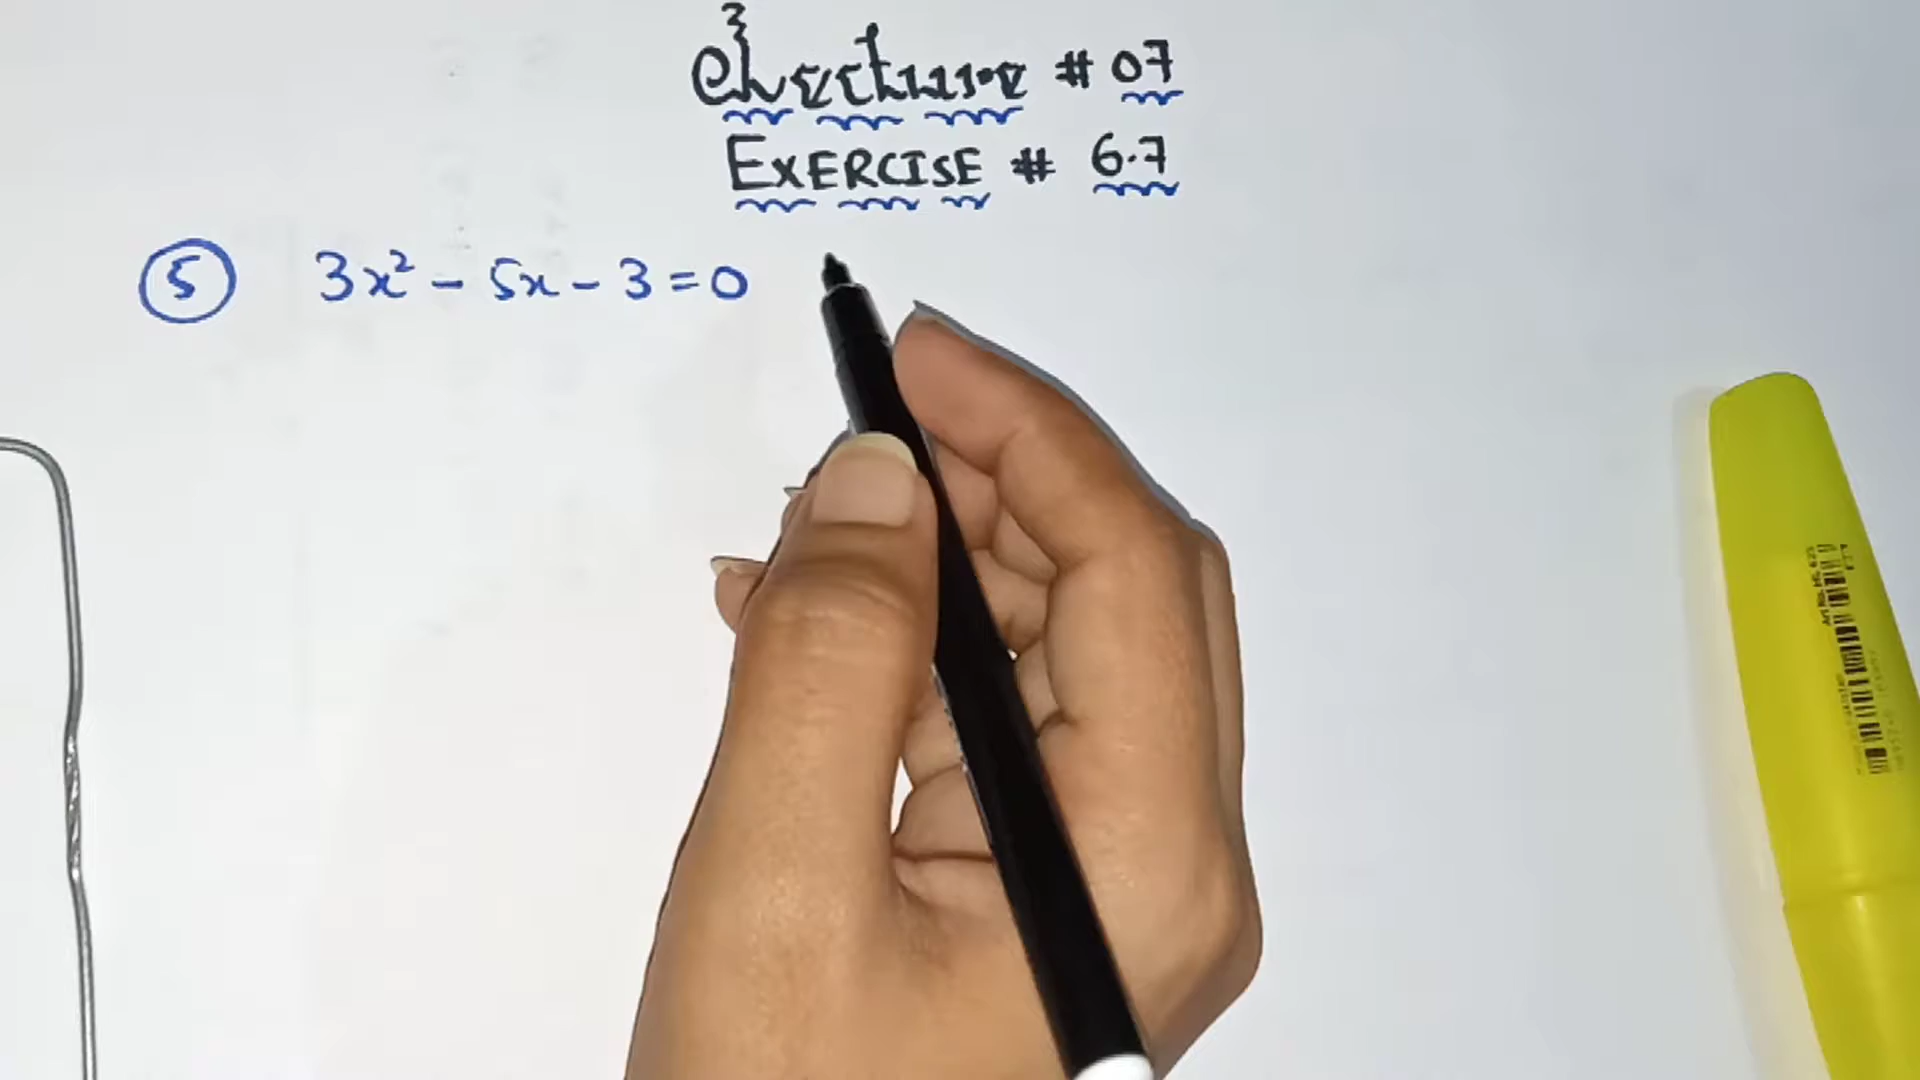 Lecture # 07
EXERCISE # 6.7
5 3x² - 5x - 3 = 0